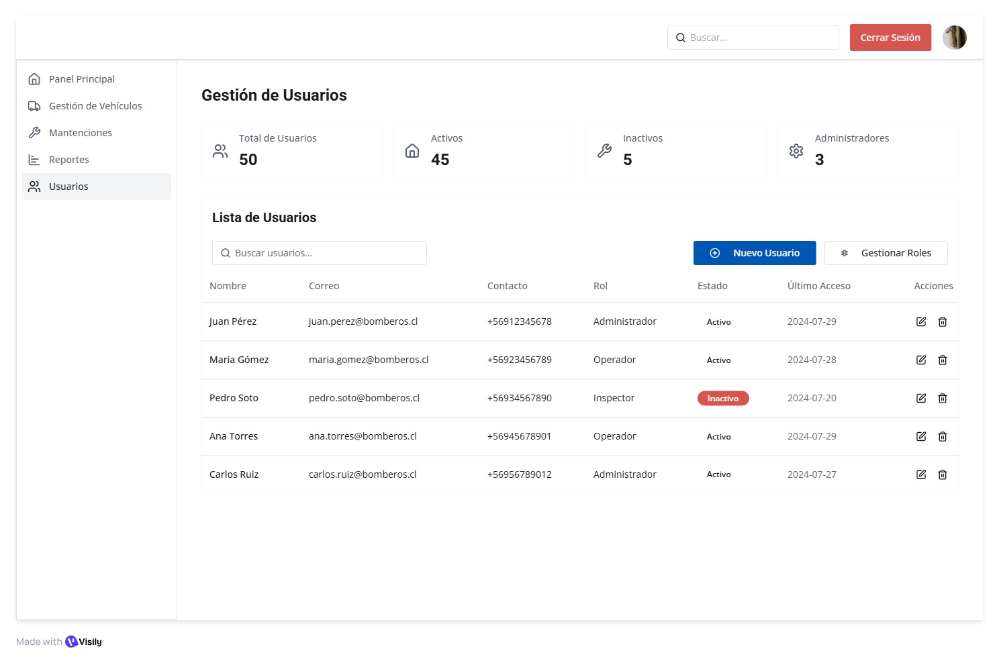 Buscar...
Cerrar Sesión
Panel Principal
Gestión de Vehículos
Mantenciones
Reportes
Usuarios
Gestión de Usuarios
Total de Usuarios
50
Activos
45
Inactivos
5
Administradores
3
Lista de Usuarios
Buscar usuarios...
Nuevo Usuario
Gestionar Roles
Nombre Correo Contacto Rol Estado Último Acceso Acciones
Juan Pérez juan.perez@bomberos.cl +56912345678 Administrador Activo 2024-07-29
María Gómez maria.gomez@bomberos.cl +56923456789 Operador Activo 2024-07-28
Pedro Soto pedro.soto@bomberos.cl +56934567890 Inspector Inactivo 2024-07-20
Ana Torres ana.torres@bomberos.cl +56945678901 Operador Activo 2024-07-29
Carlos Ruiz carlos.ruiz@bomberos.cl +56956789012 Administrador Activo 2024-07-27
Made with Visily